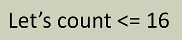 Let’s count <= 16